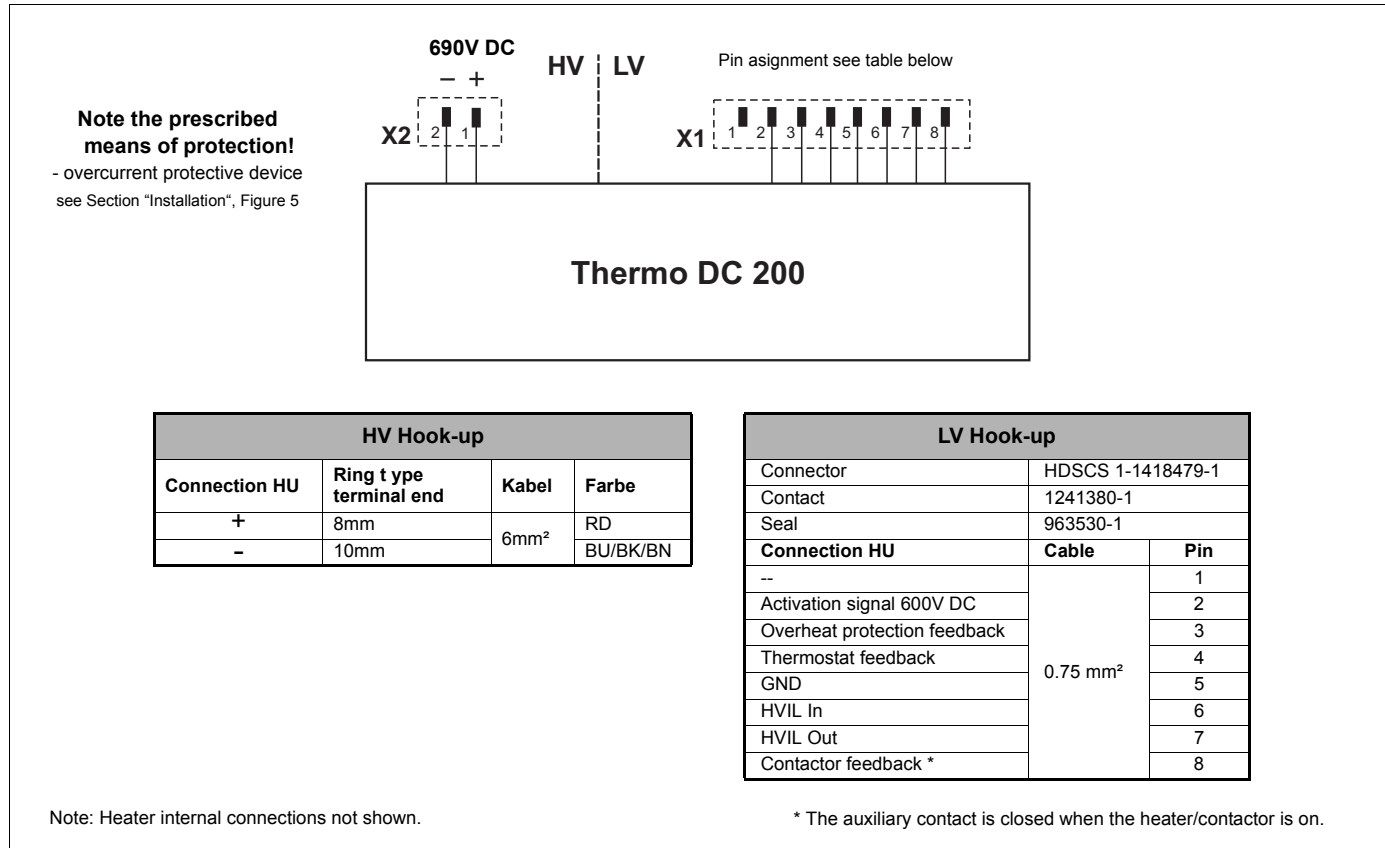 690V DC
– +
HV LV
Pin asignment see table below
Note the prescribed
means of protection!
- overcurrent protective device
see Section “Installation“, Figure 5
X2
2 1
X1
1 2 3 4 5 6 7 8
Thermo DC 200
HV Hook-up
Connection HU Ring t ype terminal end Kabel Farbe
+ 8mm 6mm² RD
– 10mm BU/BK/BN
LV Hook-up
Connector HDSCS 1-1418479-1
Contact 1241380-1
Seal 963530-1
Connection HU Cable Pin
-- 1
Activation signal 600V DC 2
Overheat protection feedback 3
Thermostat feedback 4
0.75 mm²
GND 5
HVIL In 6
HVIL Out 7
Contactor feedback * 8
Note: Heater internal connections not shown.
* The auxiliary contact is closed when the heater/contactor is on.